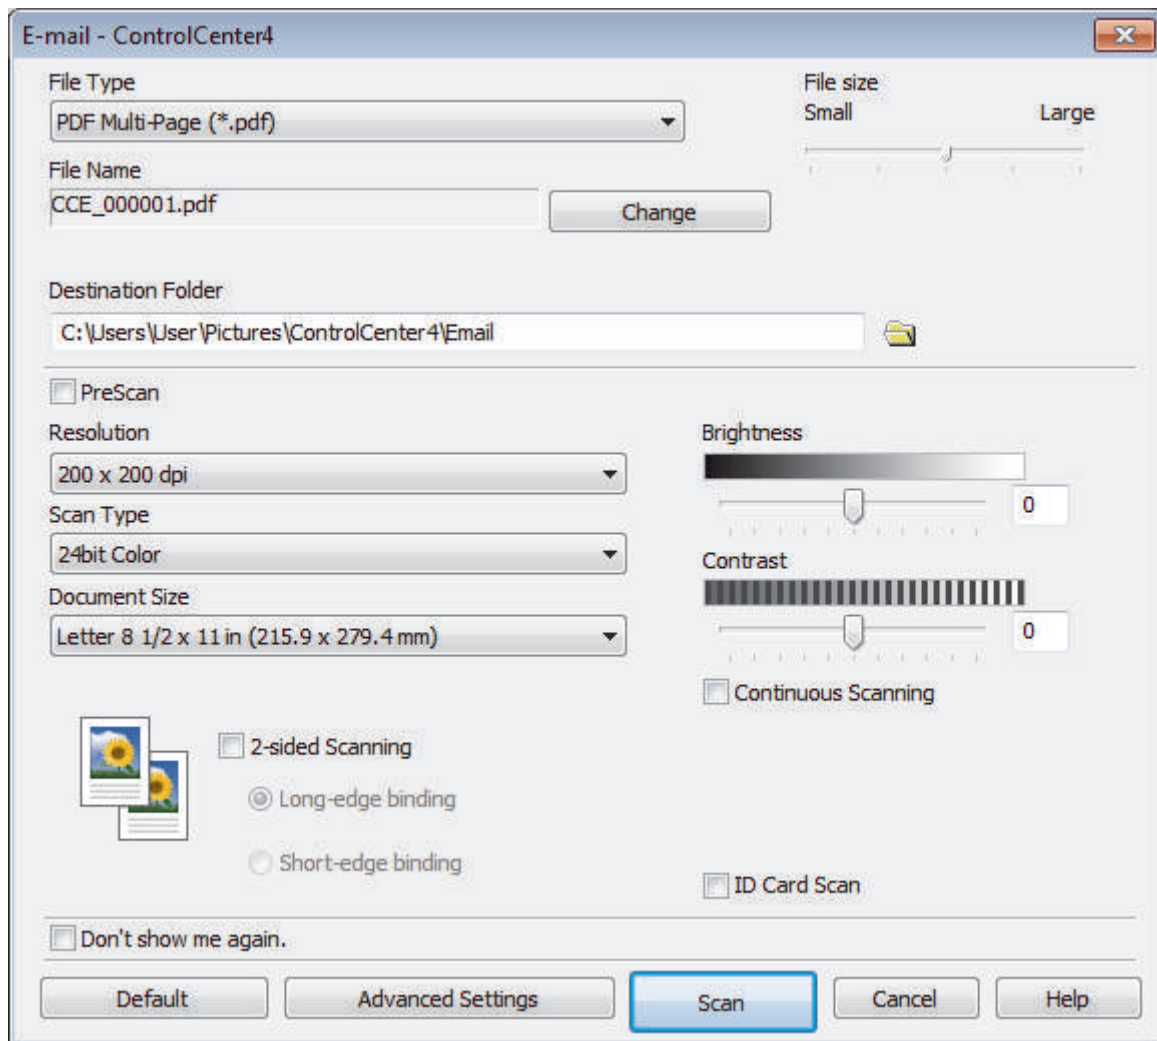 E-mail - ControlCenter4
File Type
PDF Multi-Page (*.pdf)
File size
Small Large
File Name
CCE_000001.pdf
Change
Destination Folder
C:\Users\User\Pictures\ControlCenter4\Email
PreScan
Resolution
200 x 200 dpi
Scan Type
24bit Color
Document Size
Letter 8 1/2 x 11 in (215.9 x 279.4 mm)
Brightness
0
Contrast
0
Continuous Scanning
2-sided Scanning
Long-edge binding
Short-edge binding
ID Card Scan
Don't show me again.
Default Advanced Settings Scan Cancel Help